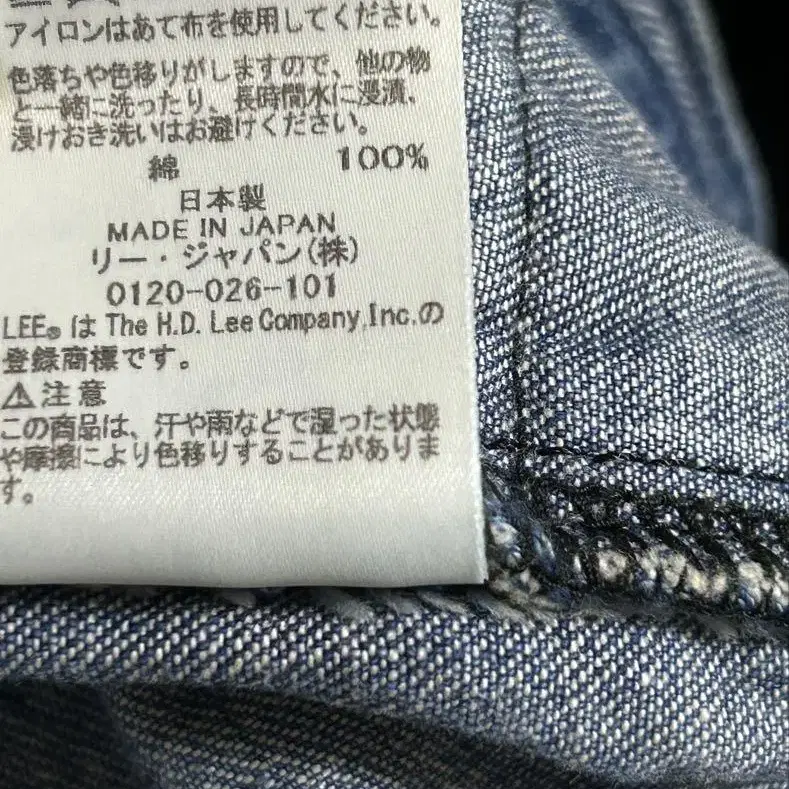 アイロンはあて布を使用してください。
色落ちや色移りがしますので、他の物
と一緒に洗ったり、長時間水に浸漬、
浸けおき洗いはお避けください。
綿 100%
日本製
MADE IN JAPAN
リー・ジャパン(株)
0120-026-101
LEE® は The H.D. Lee Company, Inc. の
登録商標です。
⚠注意
この商品は、汗や雨などで湿った状態
や摩擦により色移りすることがありま
す。